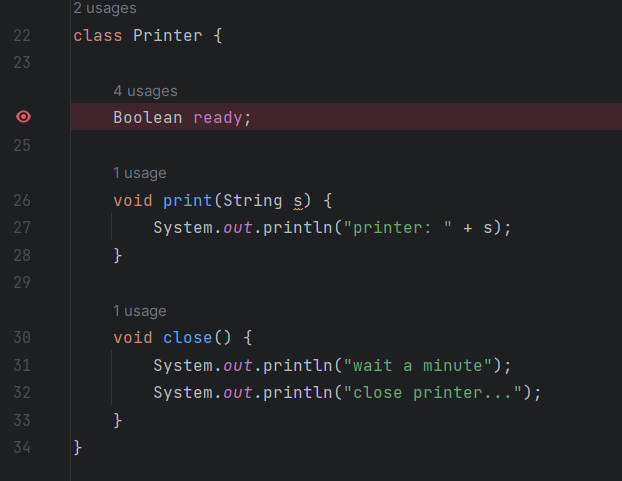 2 usages
22 class Printer {
23
4 usages
Boolean ready;
25
1 usage
26 void print(String s) {
27 System.out.println("printer: " + s);
28 }
29
1 usage
30 void close() {
31 System.out.println("wait a minute");
32 System.out.println("close printer...");
33 }
34 }